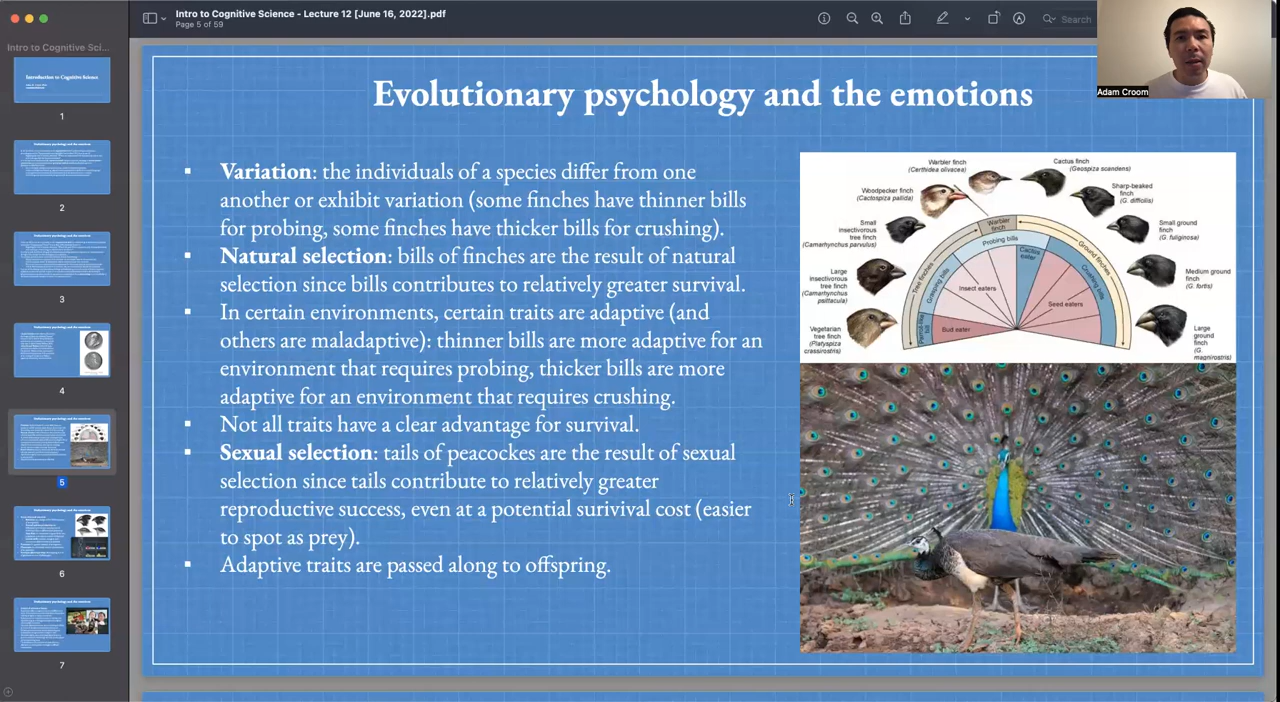 Intro to Cognitive Science - Lecture 12 [June 16, 2022].pdf
Page 5 of 59
Search
Intro to Cognitive Sci...
Introduction to Cognitive Science
1
2
3
4
5
6
7
Adam Croom
Evolutionary psychology and the emotions
Variation: the individuals of a species differ from one
another or exhibit variation (some finches have thinner bills
for probing, some finches have thicker bills for crushing).
Natural selection: bills of finches are the result of natural
selection since bills contributes to relatively greater survival.
In certain environments, certain traits are adaptive (and
others are maladaptive): thinner bills are more adaptive for an
environment that requires probing, thicker bills are more
adaptive for an environment that requires crushing.
Not all traits have a clear advantage for survival.
Sexual selection: tails of peacockes are the result of sexual
selection since tails contribute to relatively greater
reproductive success, even at a potential surivival cost (easier
to spot as prey).
Adaptive traits are passed along to offspring.
Warbler finch
(Certhidea olivacea)
Cactus finch
(Geospiza scandens)
Woodpecker finch
(Cactospiza pallida)
Sharp-beaked
finch
(G. difficilis)
Small
insectivorous
tree finch
(Camarhynchus parvulus)
Small ground
finch
(G. fuliginosa)
Large
insectivorous
tree finch
(Camarhynchus
psittacula)
Medium ground
finch
(G. fortis)
Vegetarian
tree finch
(Platyspiza
crassirostris)
Large
ground
finch
(G.
magnirostris)
Warbler
finch
Tree finches
Ground finches
Probing bills
Grasping bills
Crushing bills
Cactus
eater
Insect eaters
Seed eaters
Bud eater